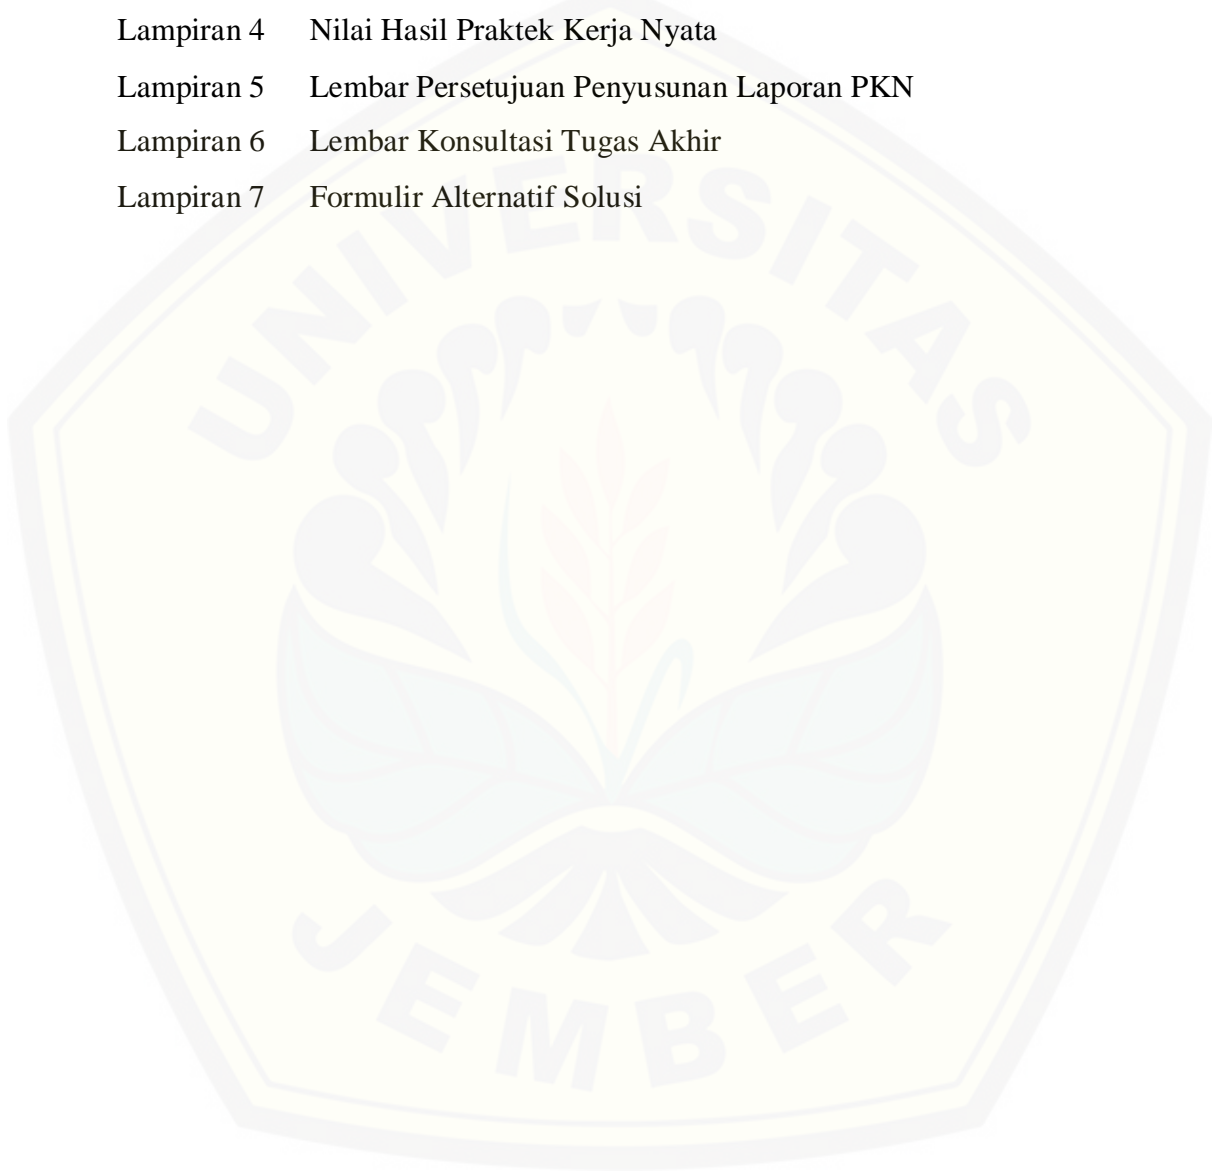 Lampiran 4 Nilai Hasil Praktek Kerja Nyata
Lampiran 5 Lembar Persetujuan Penyusunan Laporan PKN
Lampiran 6 Lembar Konsultasi Tugas Akhir
Lampiran 7 Formulir Alternatif Solusi
UNIVERSITAS
JEMBER